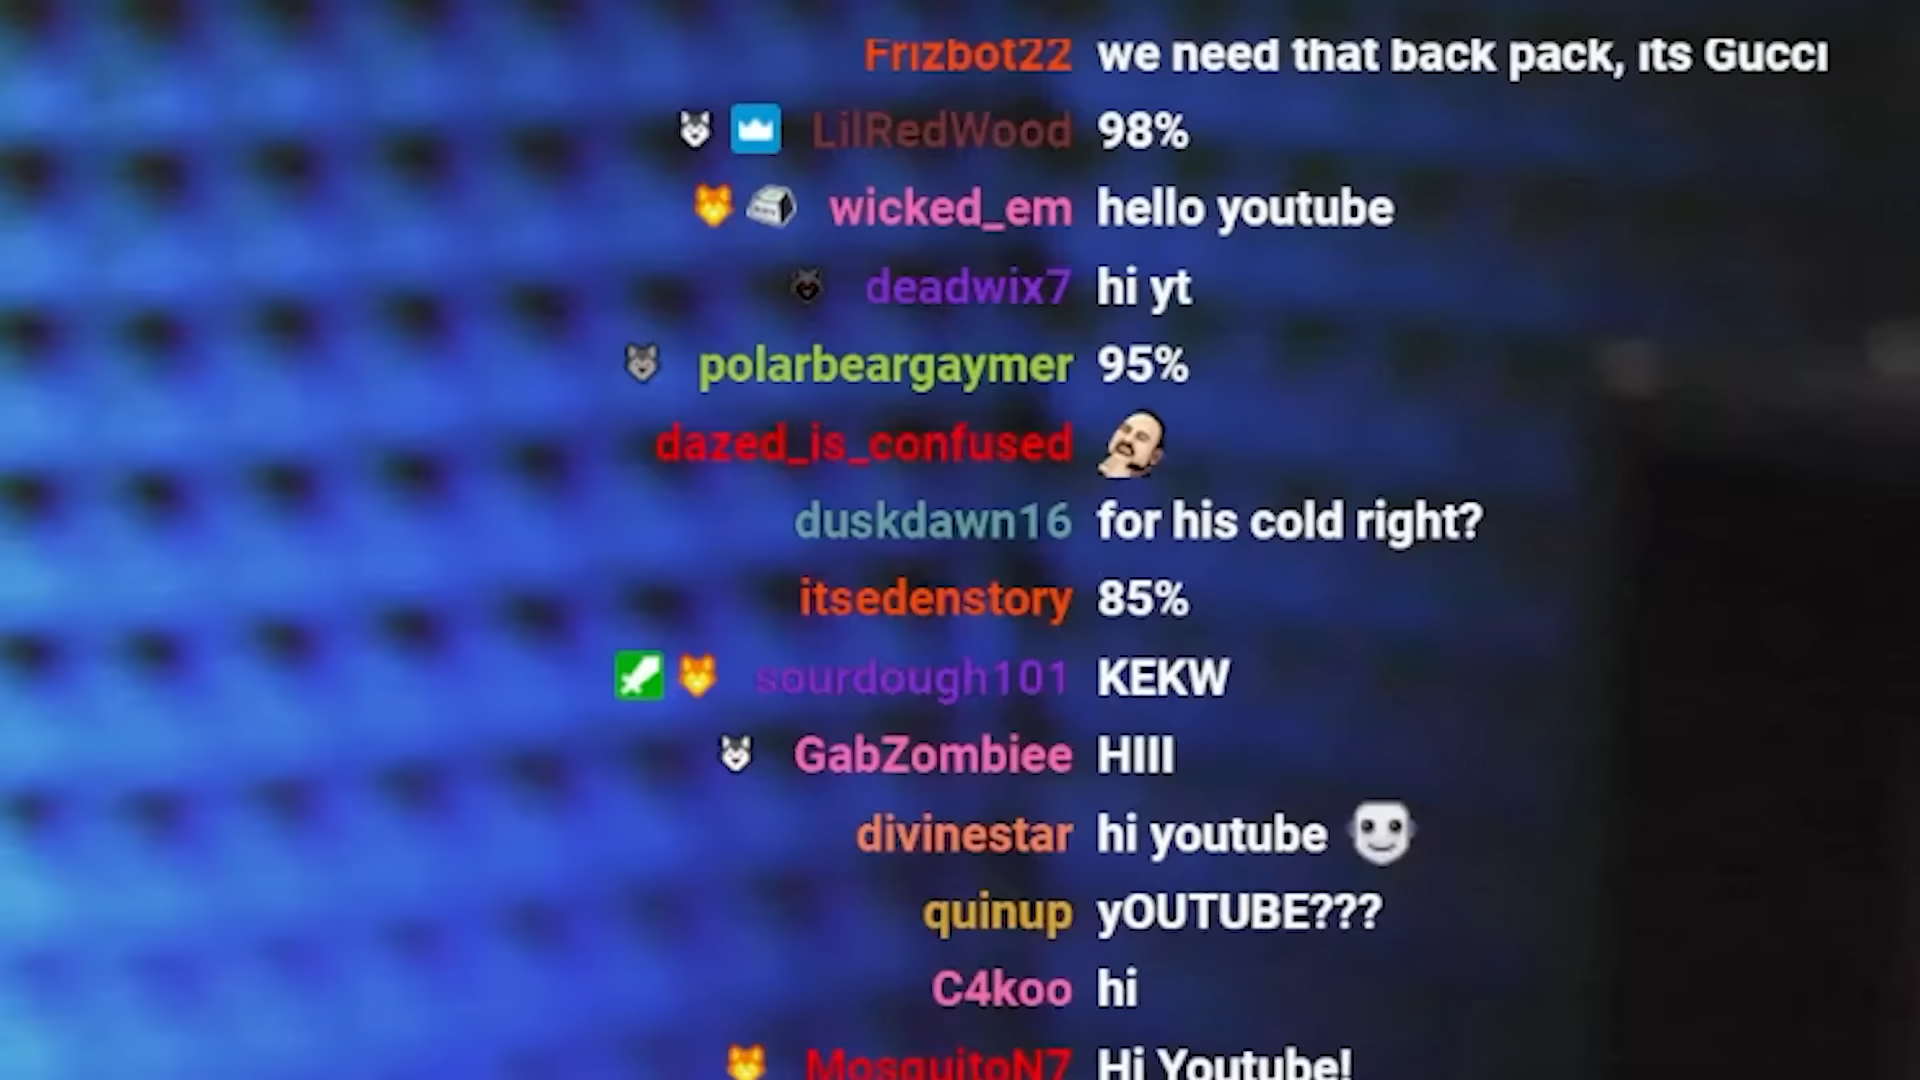 Frizbot22 we need that back pack, its Gucci
LilRedWood 98%
wicked_em hello youtube
deadwix7 hi yt
polarbeargaymer 95%
dazed_is_confused
duskdawn16 for his cold right?
itsedenstory 85%
sourdough101 KEKW
GabZombiee HIII
divinestar hi youtube
quinup yOUTUBE???
C4koo hi
MosquitoN7 Hi Youtube!